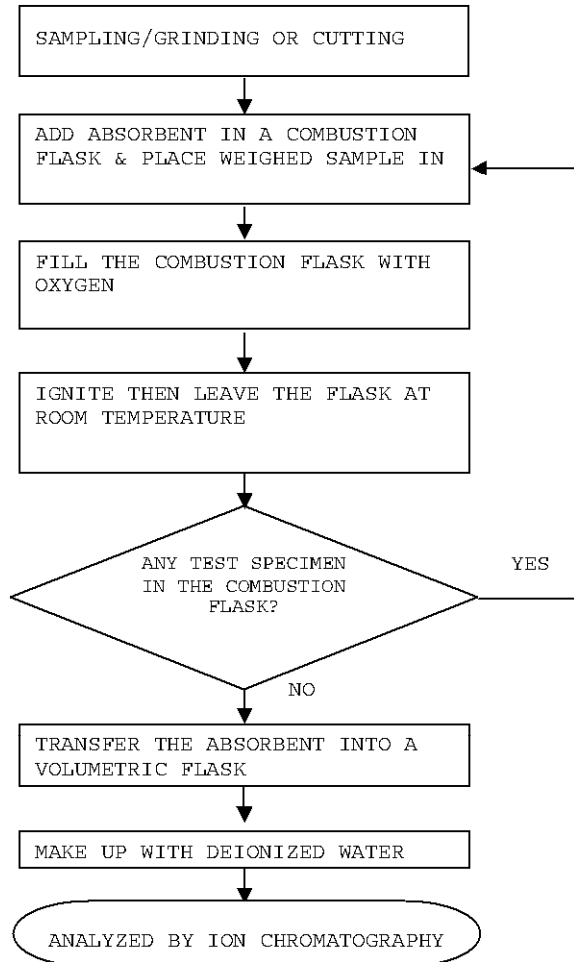 SAMPLING/GRINDING OR CUTTING
ADD ABSORBENT IN A COMBUSTION
FLASK & PLACE WEIGHED SAMPLE IN
FILL THE COMBUSTION FLASK WITH
OXYGEN
IGNITE THEN LEAVE THE FLASK AT
ROOM TEMPERATURE
ANY TEST SPECIMEN
IN THE COMBUSTION
FLASK?
YES
NO
TRANSFER THE ABSORBENT INTO A
VOLUMETRIC FLASK
MAKE UP WITH DEIONIZED WATER
ANALYZED BY ION CHROMATOGRAPHY